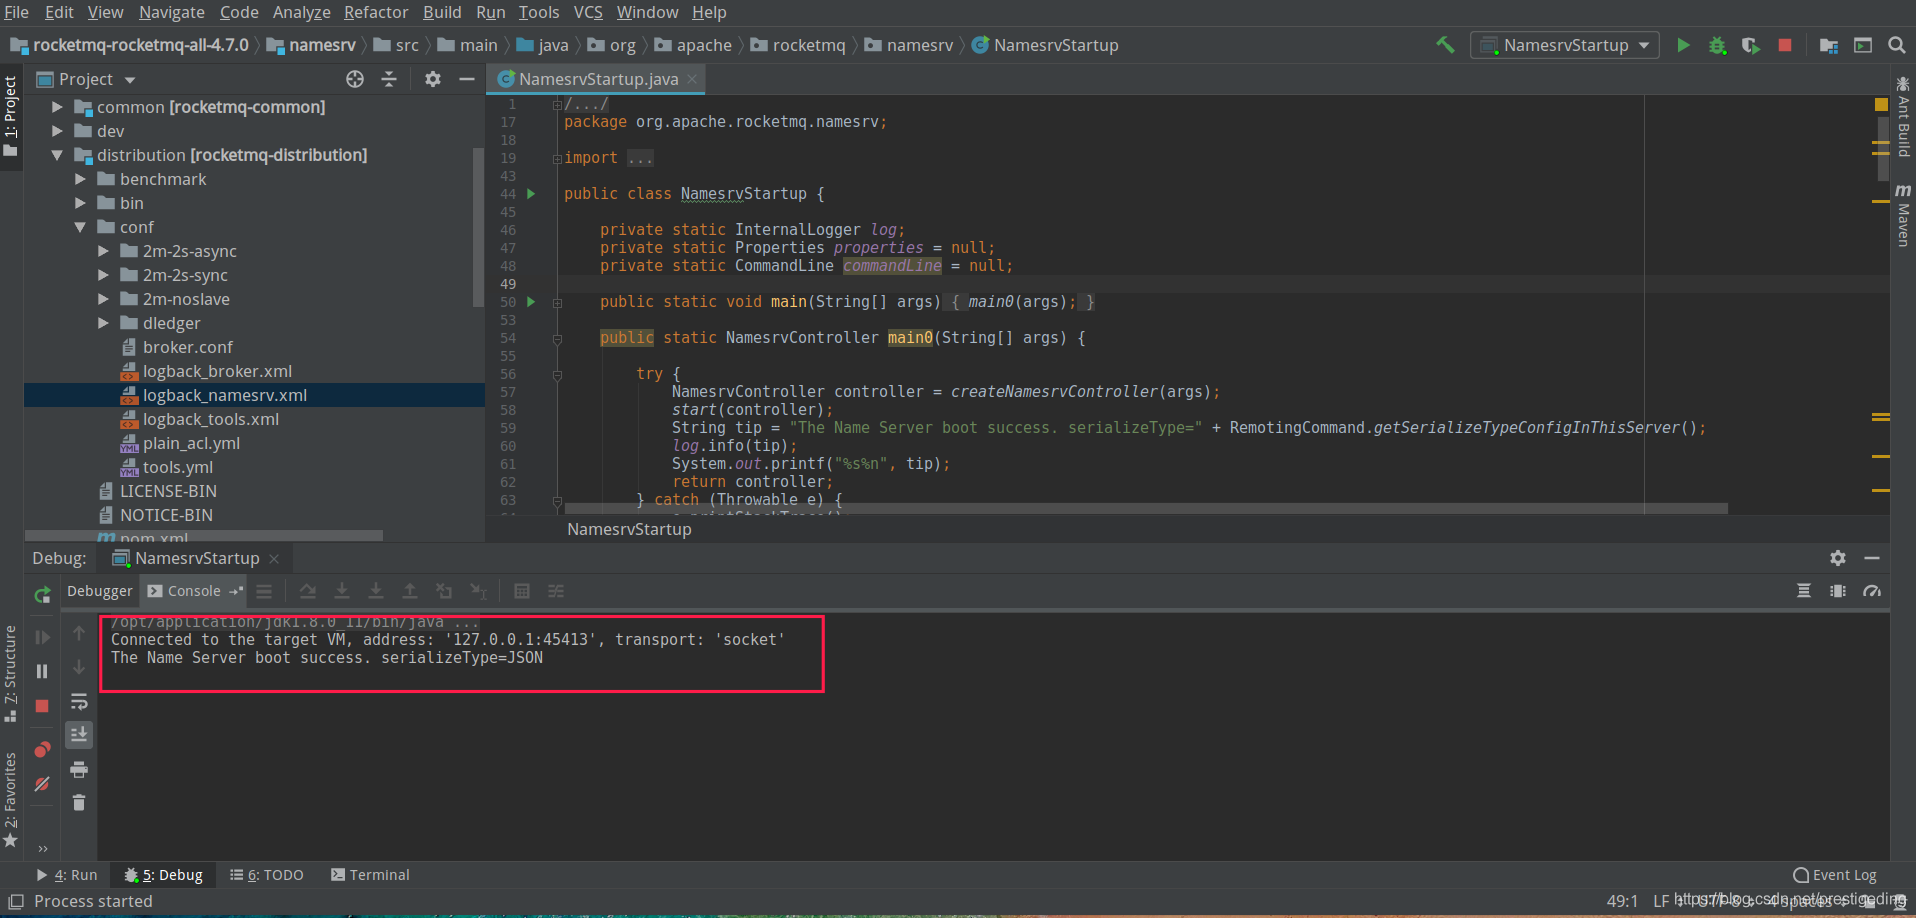 File Edit View Navigate Code Analyze Refactor Build Run Tools VCS Window Help
rocketmq-rocketmq-all-4.7.0 namesrv src main java org apache rocketmq namesrv NamesrvStartup NamesrvStartup
Project
NamesrvStartup.java
1: Project
7: Structure
2: Favorites
Ant Build
Maven
common [rocketmq-common]
dev
distribution [rocketmq-distribution]
benchmark
bin
conf
2m-2s-async
2m-2s-sync
2m-noslave
dledger
broker.conf
logback_broker.xml
logback_namesrv.xml
logback_tools.xml
plain_acl.yml
tools.yml
LICENSE-BIN
NOTICE-BIN
pom.xml
1 /.../
17 package org.apache.rocketmq.namesrv;
18
19 import ...
43
44 public class NamesrvStartup {
45
46 private static InternalLogger log;
47 private static Properties properties = null;
48 private static CommandLine commandLine = null;
49
50 public static void main(String[] args) { main0(args); }
53
54 public static NamesrvController main0(String[] args) {
55
56 try {
57 NamesrvController controller = createNamesrvController(args);
58 start(controller);
59 String tip = "The Name Server boot success. serializeType=" + RemotingCommand.getSerializeTypeConfigInThisServer();
60 log.info(tip);
61 System.out.printf("%s%n", tip);
62 return controller;
63 } catch (Throwable e) {
NamesrvStartup
Debug: NamesrvStartup
Debugger Console
/opt/application/jdk1.8.0_11/bin/java ...
Connected to the target VM, address: '127.0.0.1:45413', transport: 'socket'
The Name Server boot success. serializeType=JSON
4: Run 5: Debug 6: TODO Terminal Event Log
Process started
49:1 LF UTF-8 4 spaces